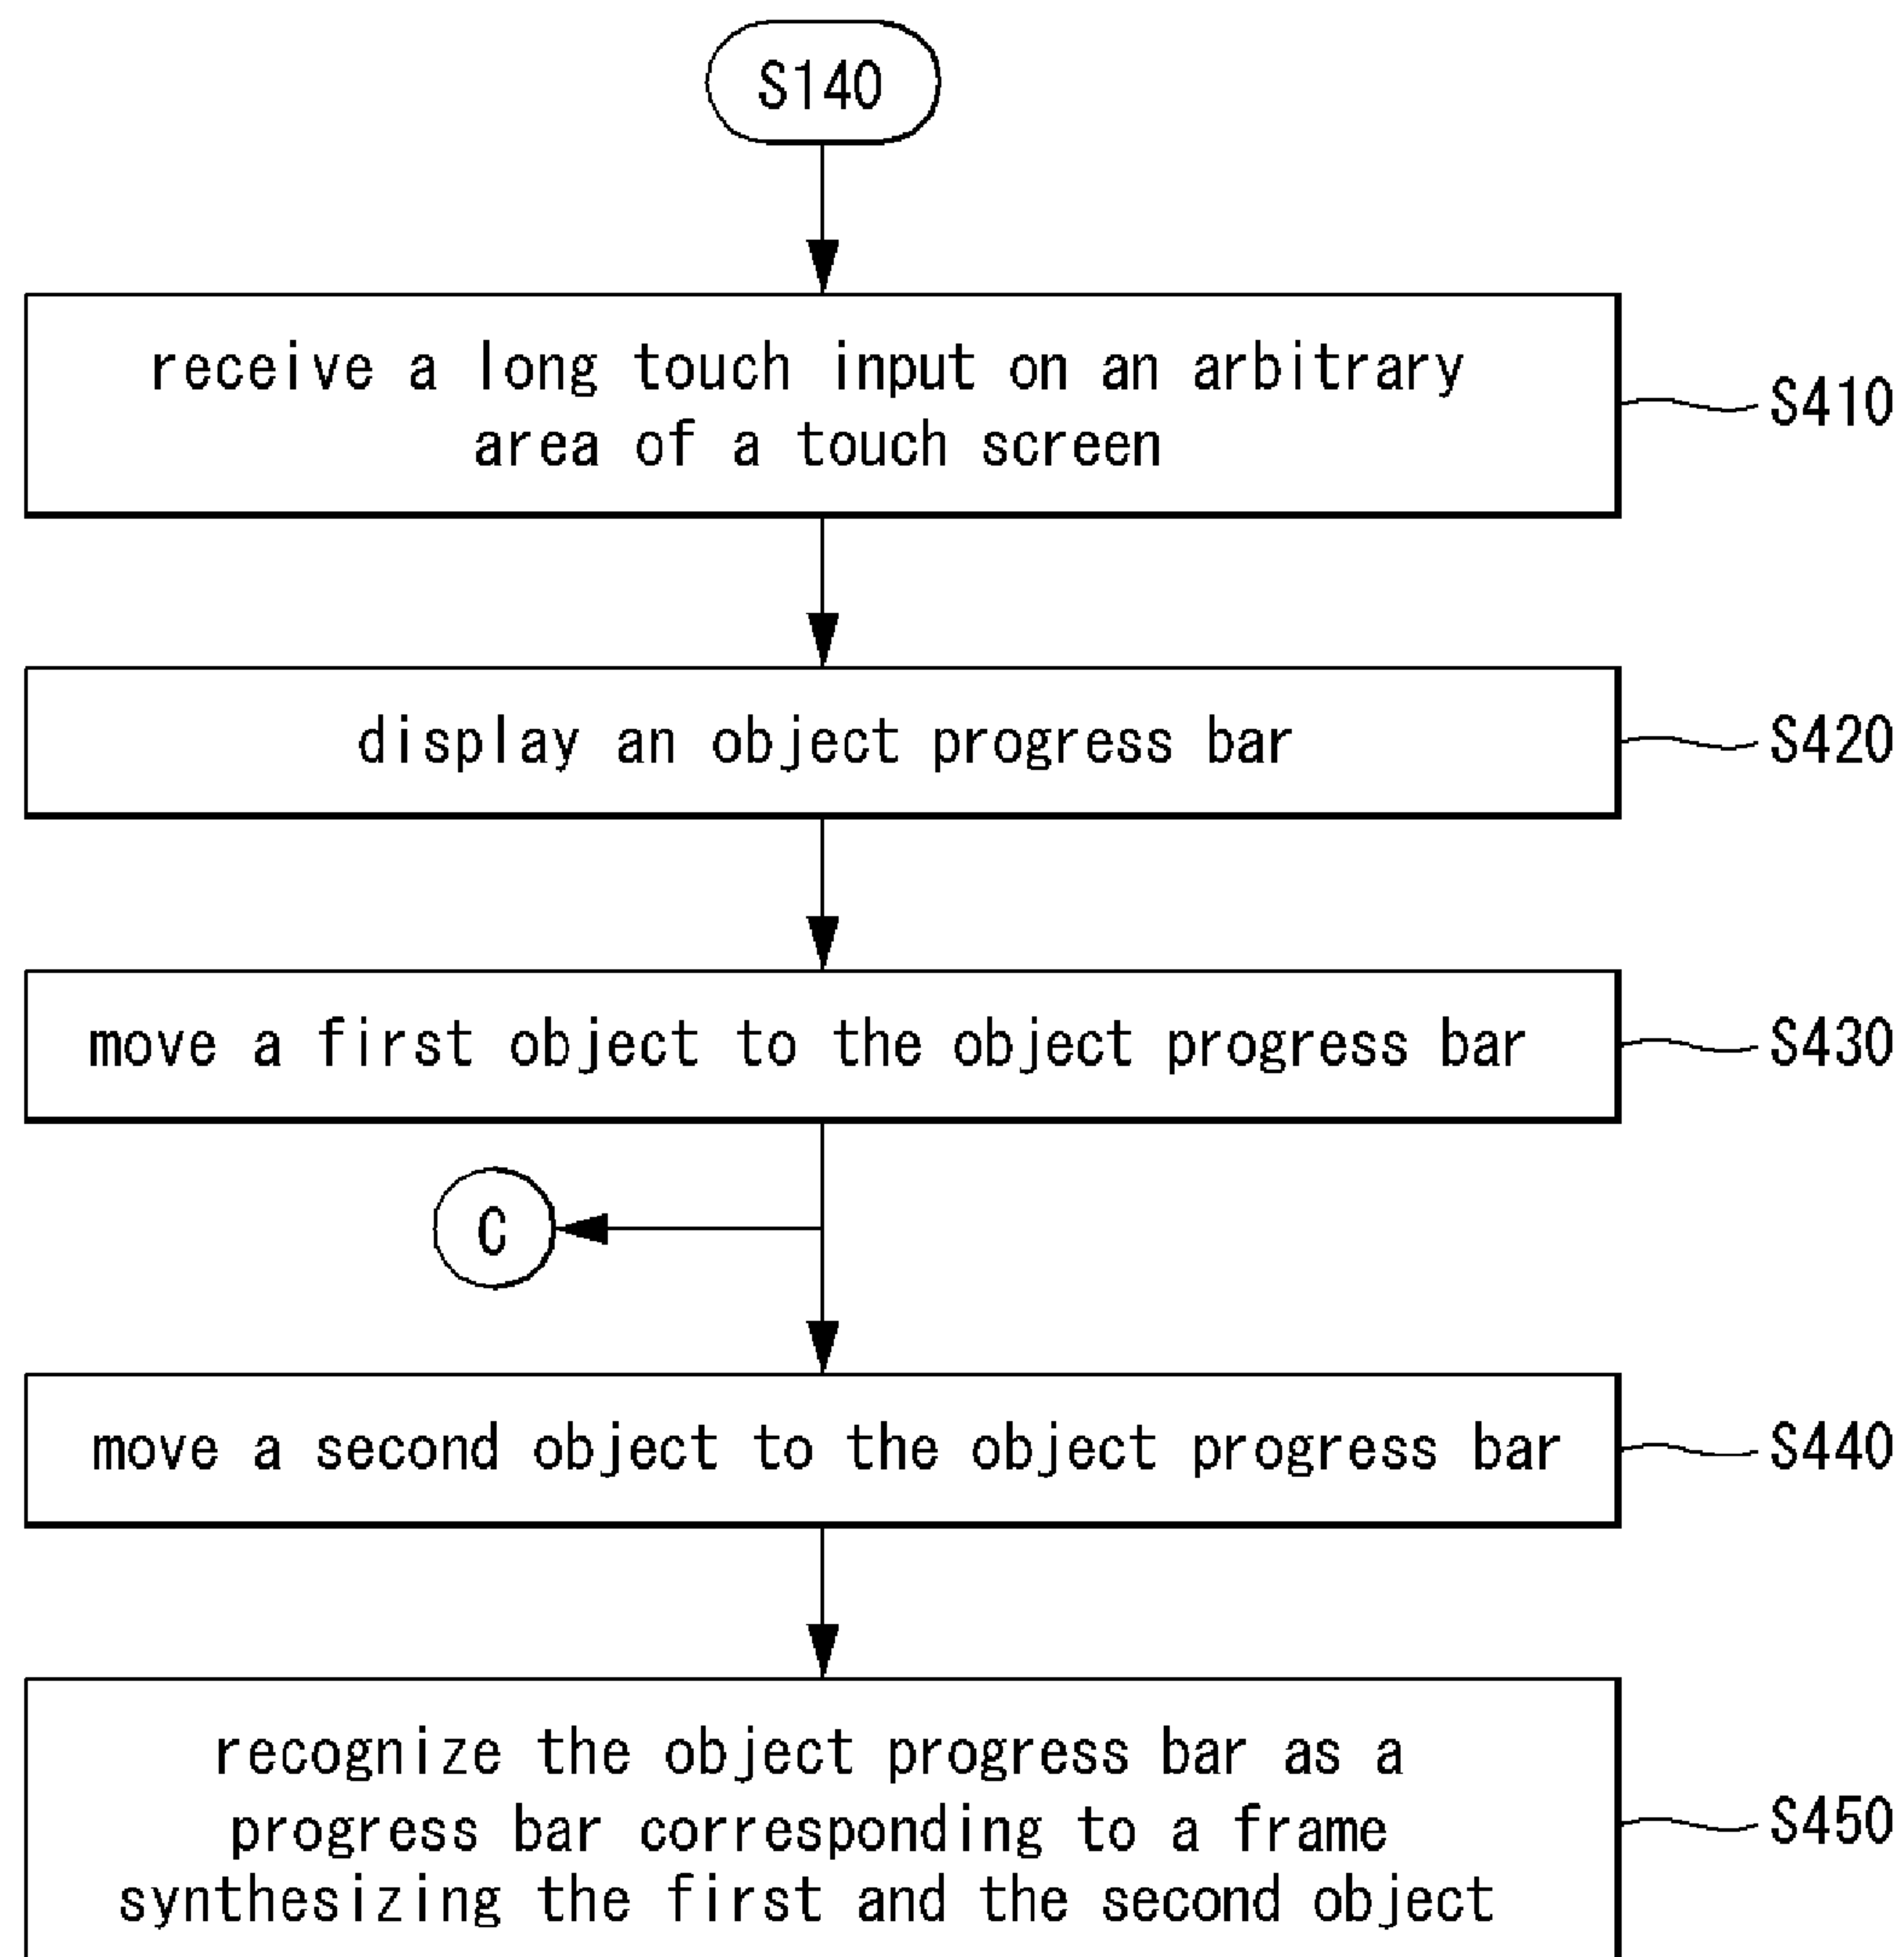 S140
receive a long touch input on an arbitrary
area of a touch screen
S410
display an object progress bar
S420
move a first object to the object progress bar
S430
C
move a second object to the object progress bar
S440
recognize the object progress bar as a
progress bar corresponding to a frame
synthesizing the first and the second object
S450